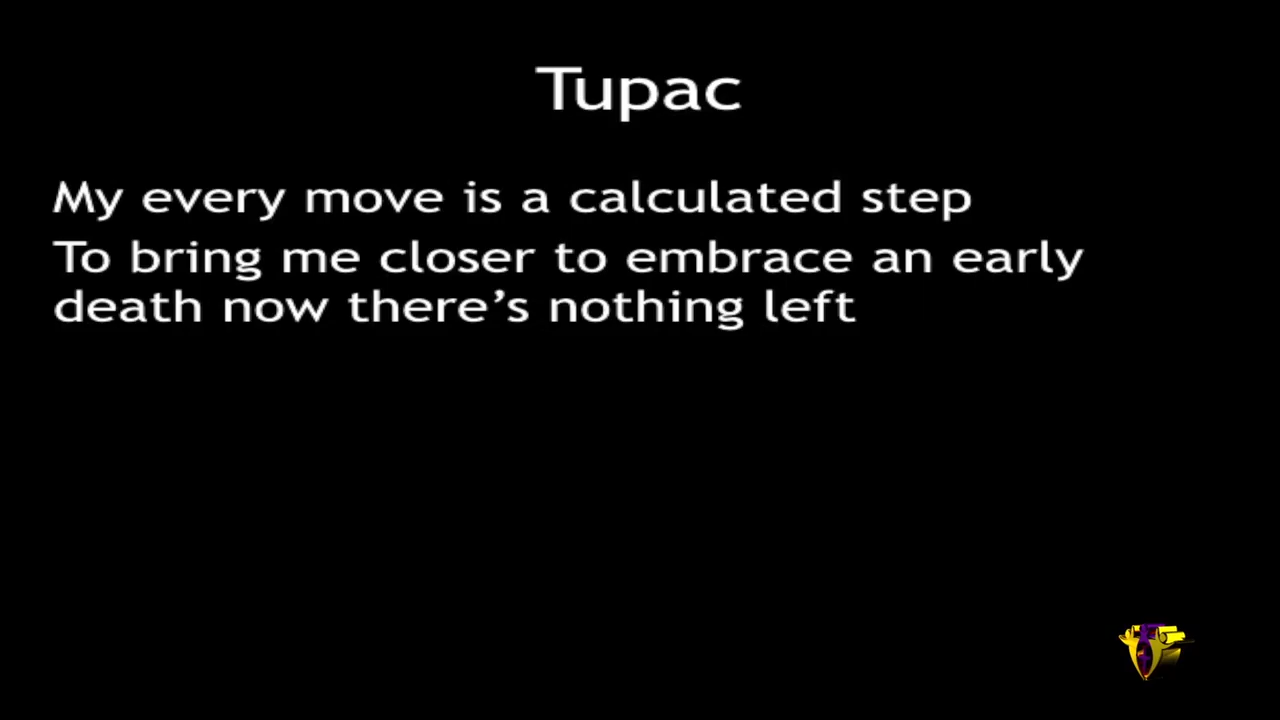 Tupac
My every move is a calculated step
To bring me closer to embrace an early
death now there’s nothing left